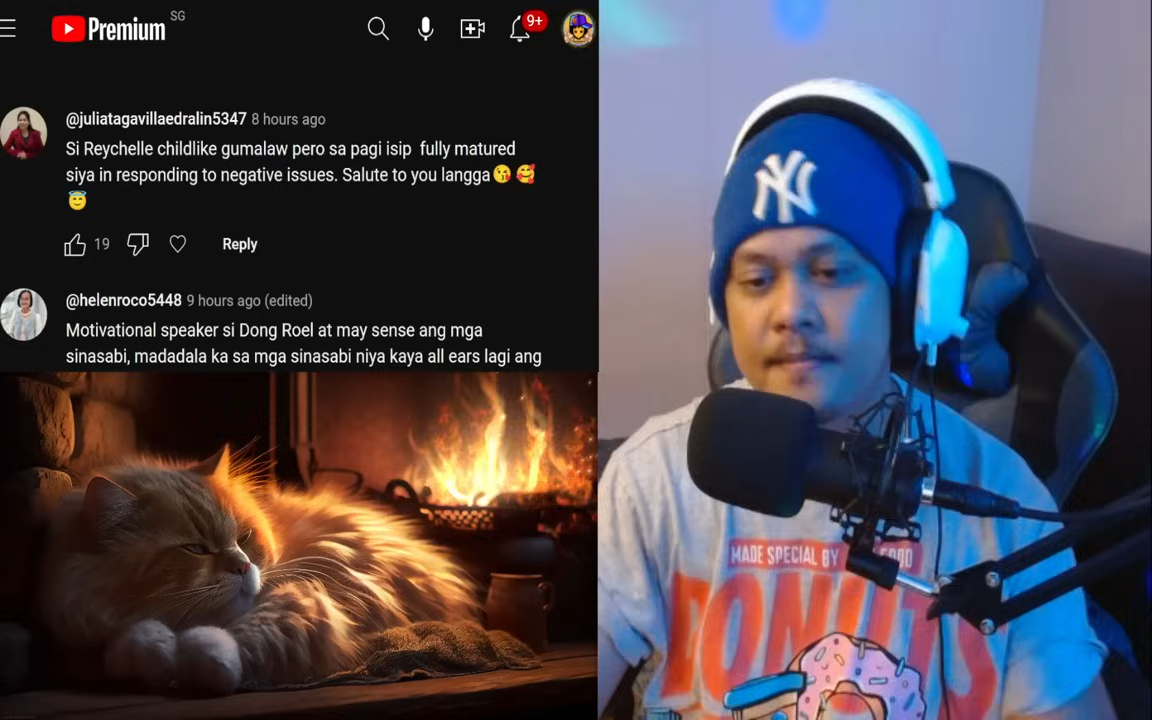 Premium SG
9+
@juliatagavillaedralin5347 8 hours ago
Si Reychelle childlike gumalaw pero sa pagi isip fully matured
siya in responding to negative issues. Salute to you langga😘 🥰
😇
19 Reply
@helenroco5448 9 hours ago (edited)
Motivational speaker si Dong Roel at may sense ang mga
sinasabi, madadala ka sa mga sinasabi niya kaya all ears lagi ang
NY
MADE SPECIAL BY
DONUTS